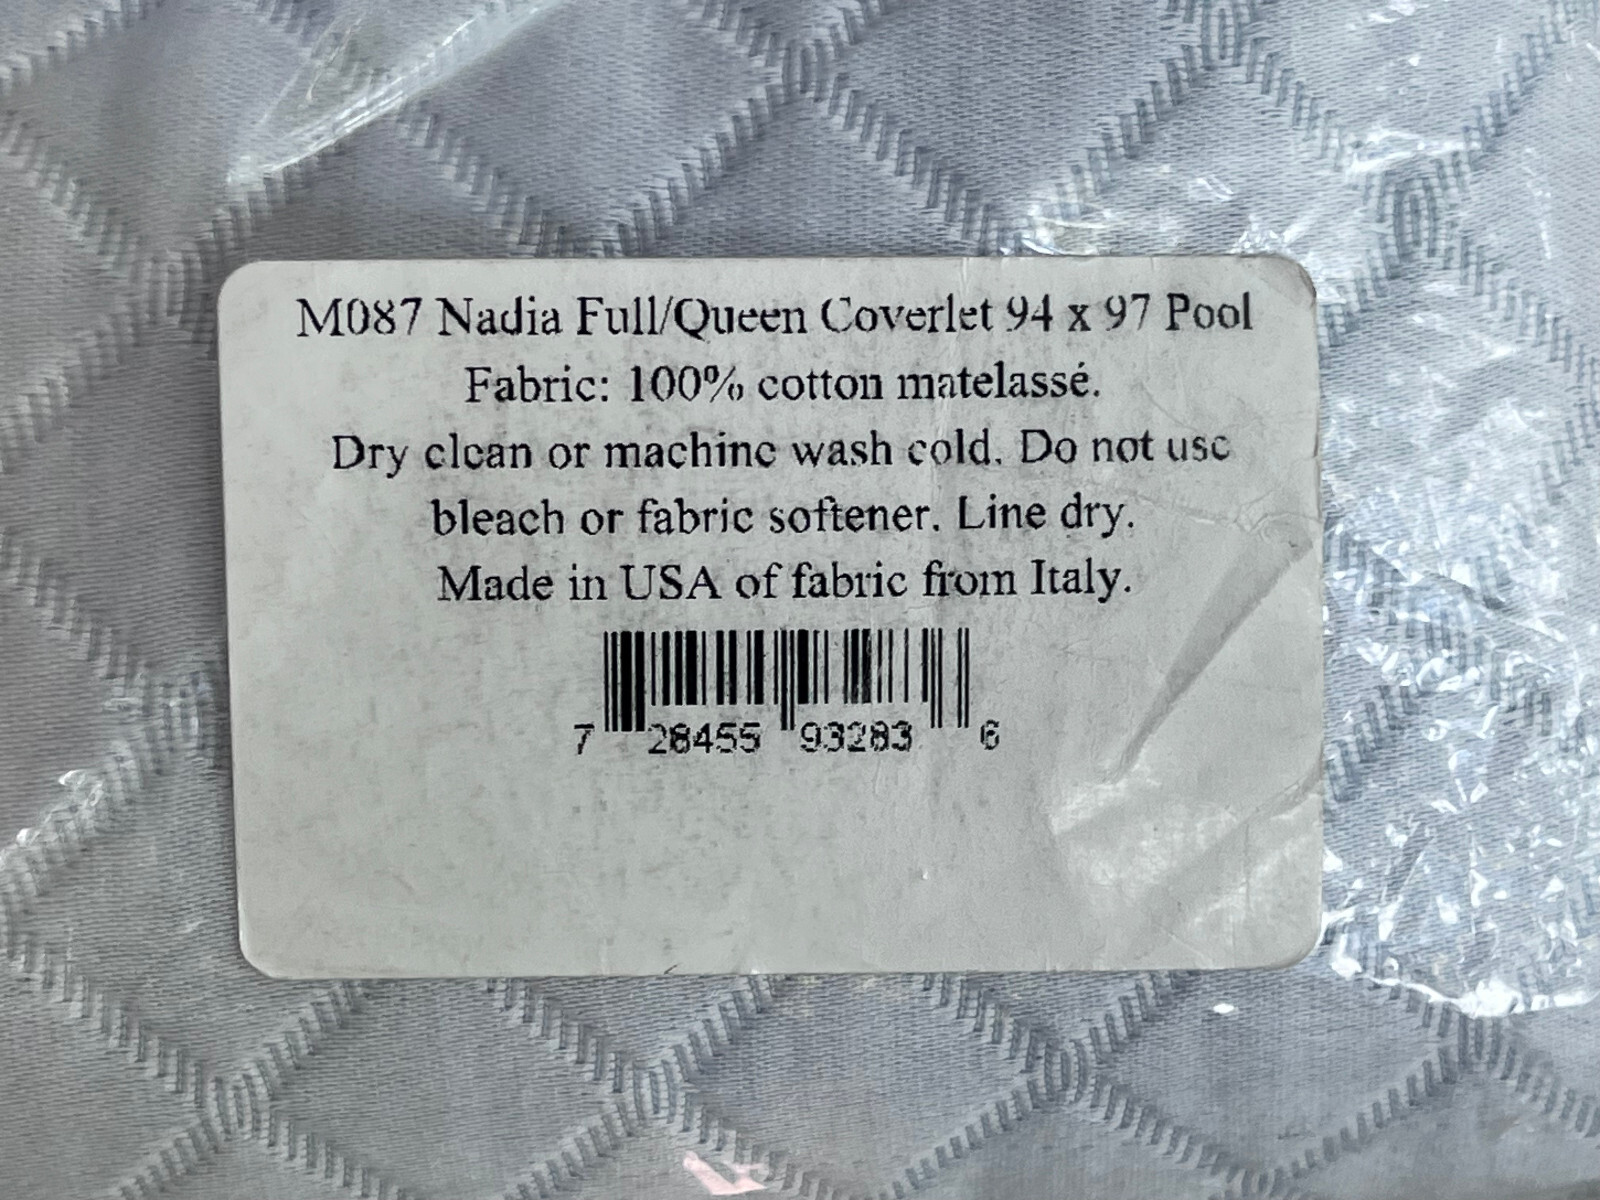 M087 Nadia Full/Queen Coverlet 94 x 97 Pool
Fabric: 100% cotton matelassé.
Dry clean or machine wash cold. Do not use
bleach or fabric softener. Line dry.
Made in USA of fabric from Italy.
7 28455 93283 6